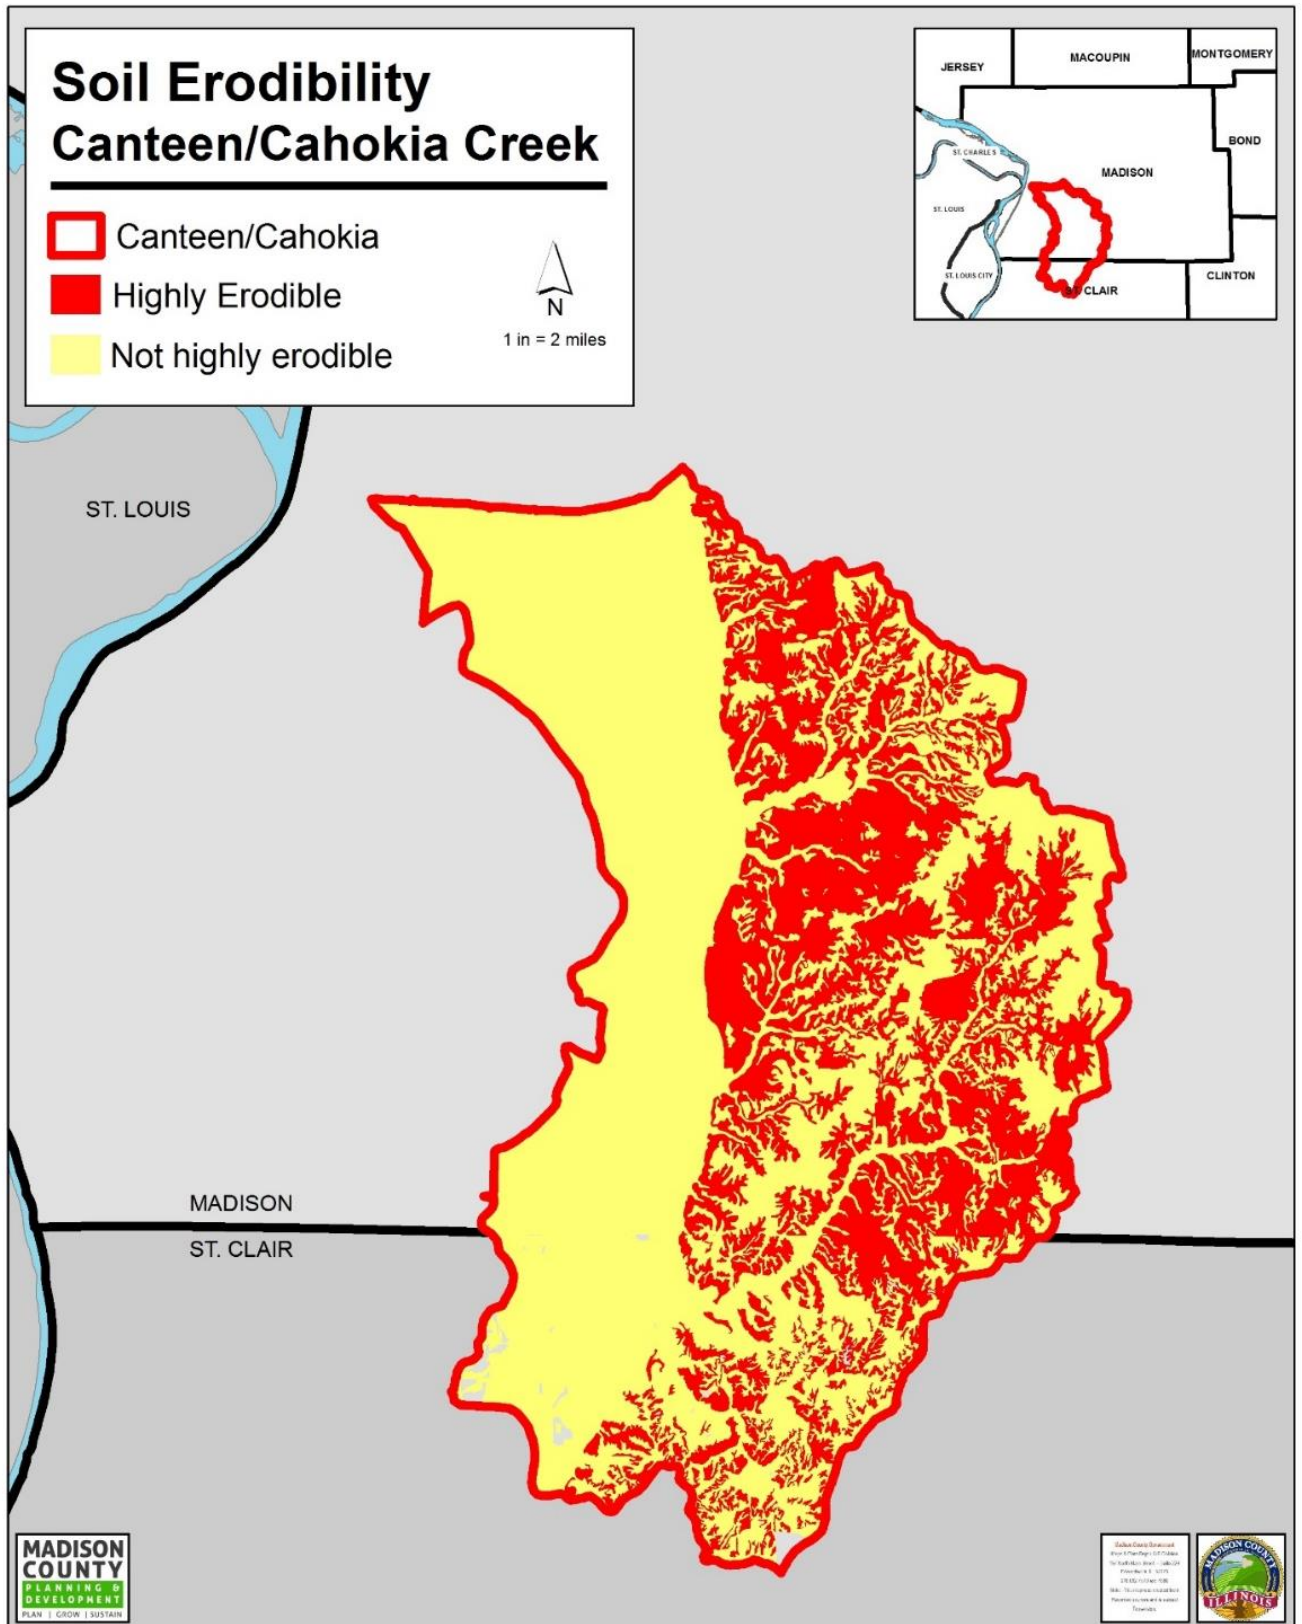 Soil Erodibility
Canteen/Cahokia Creek
Canteen/Cahokia
Highly Erodible
Not highly erodible
N
1 in = 2 miles
JERSEY
MACOUPIN
MONTGOMERY
BOND
ST. CHARLES
MADISON
ST. LOUIS
ST. LOUIS CITY
CLINTON
CLAIR
ST. LOUIS
MADISON
ST. CLAIR
MADISON
COUNTY
PLANNING &
DEVELOPMENT
PLAN | GROW | SUSTAIN
MADISON COUNTY
ILLINOIS